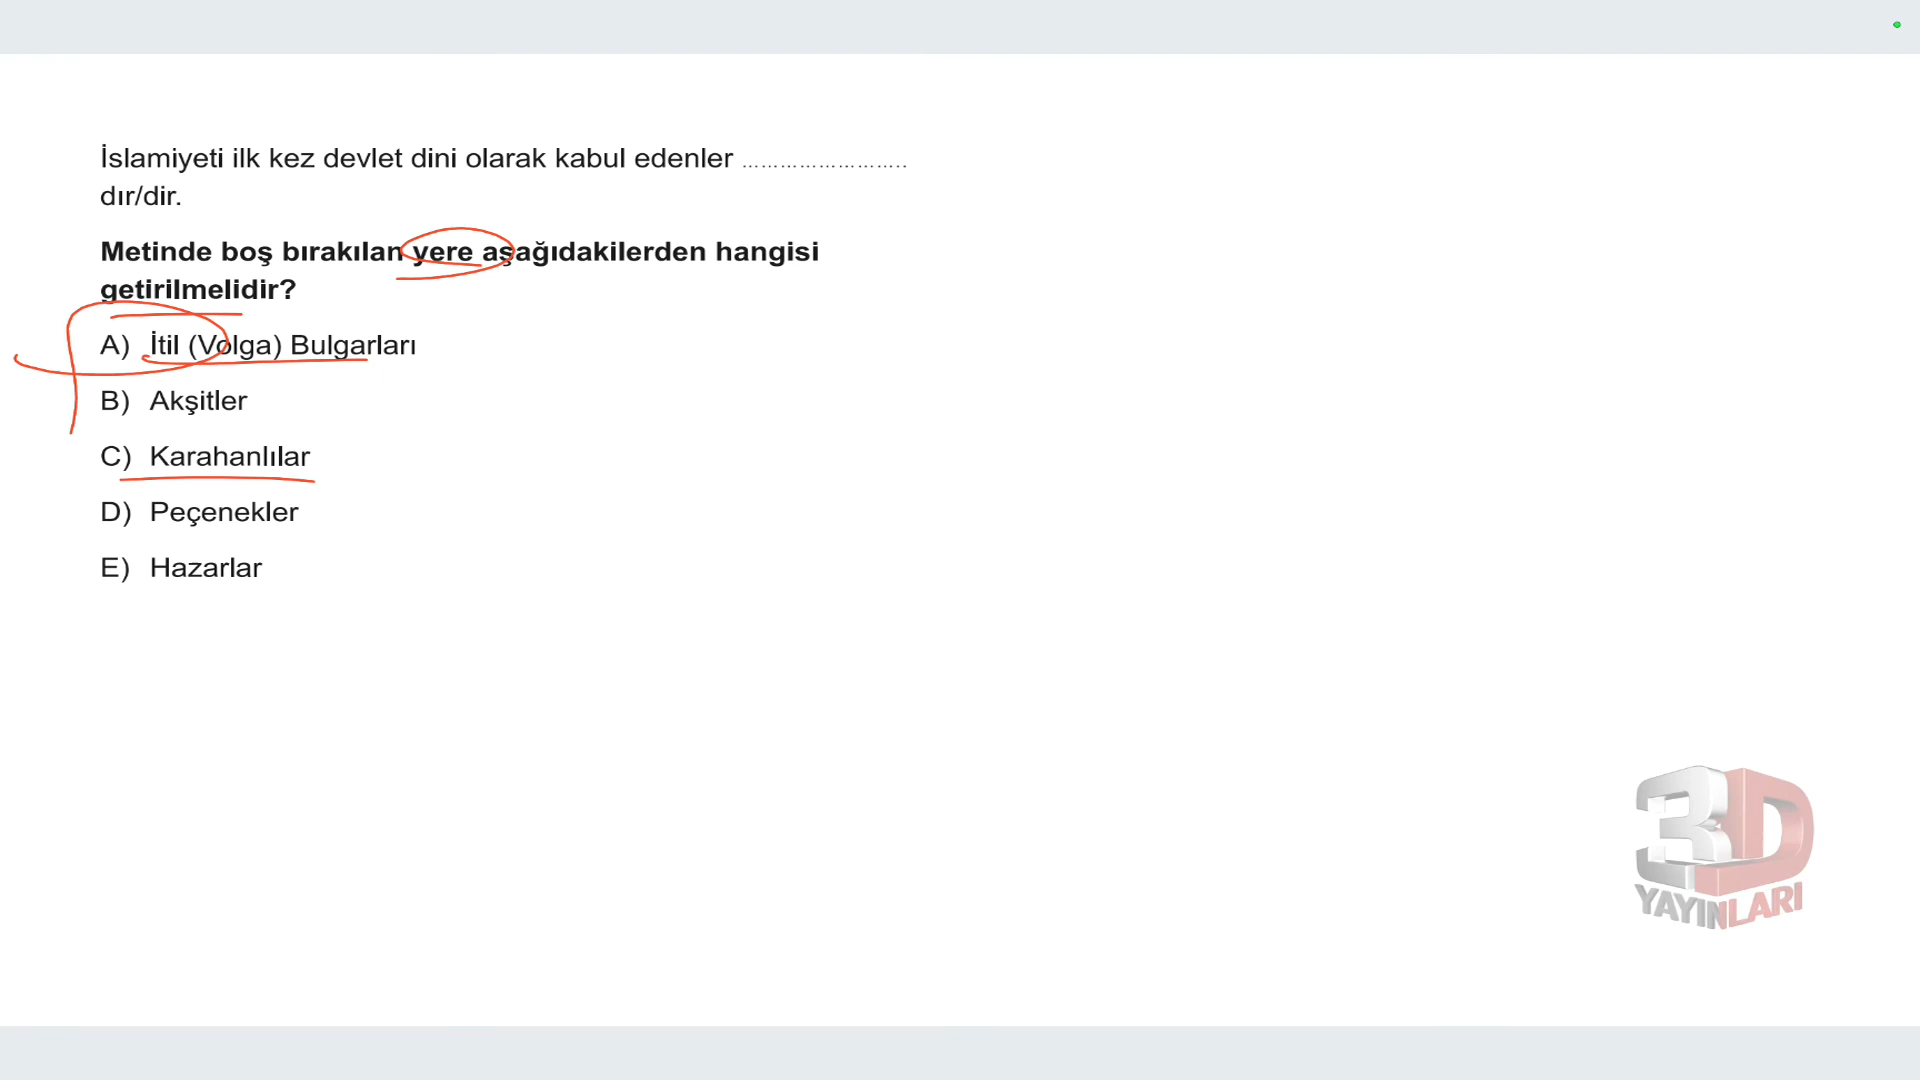 İslamiyeti ilk kez devlet dini olarak kabul edenler ……………………..
dır/dir.
Metinde boş bırakılan yere aşağıdakilerden hangisi
getirilmelidir?
A) İtil (Volga) Bulgarları
B) Akşitler
C) Karahanlılar
D) Peçenekler
E) Hazarlar
3D
YAYINLARI